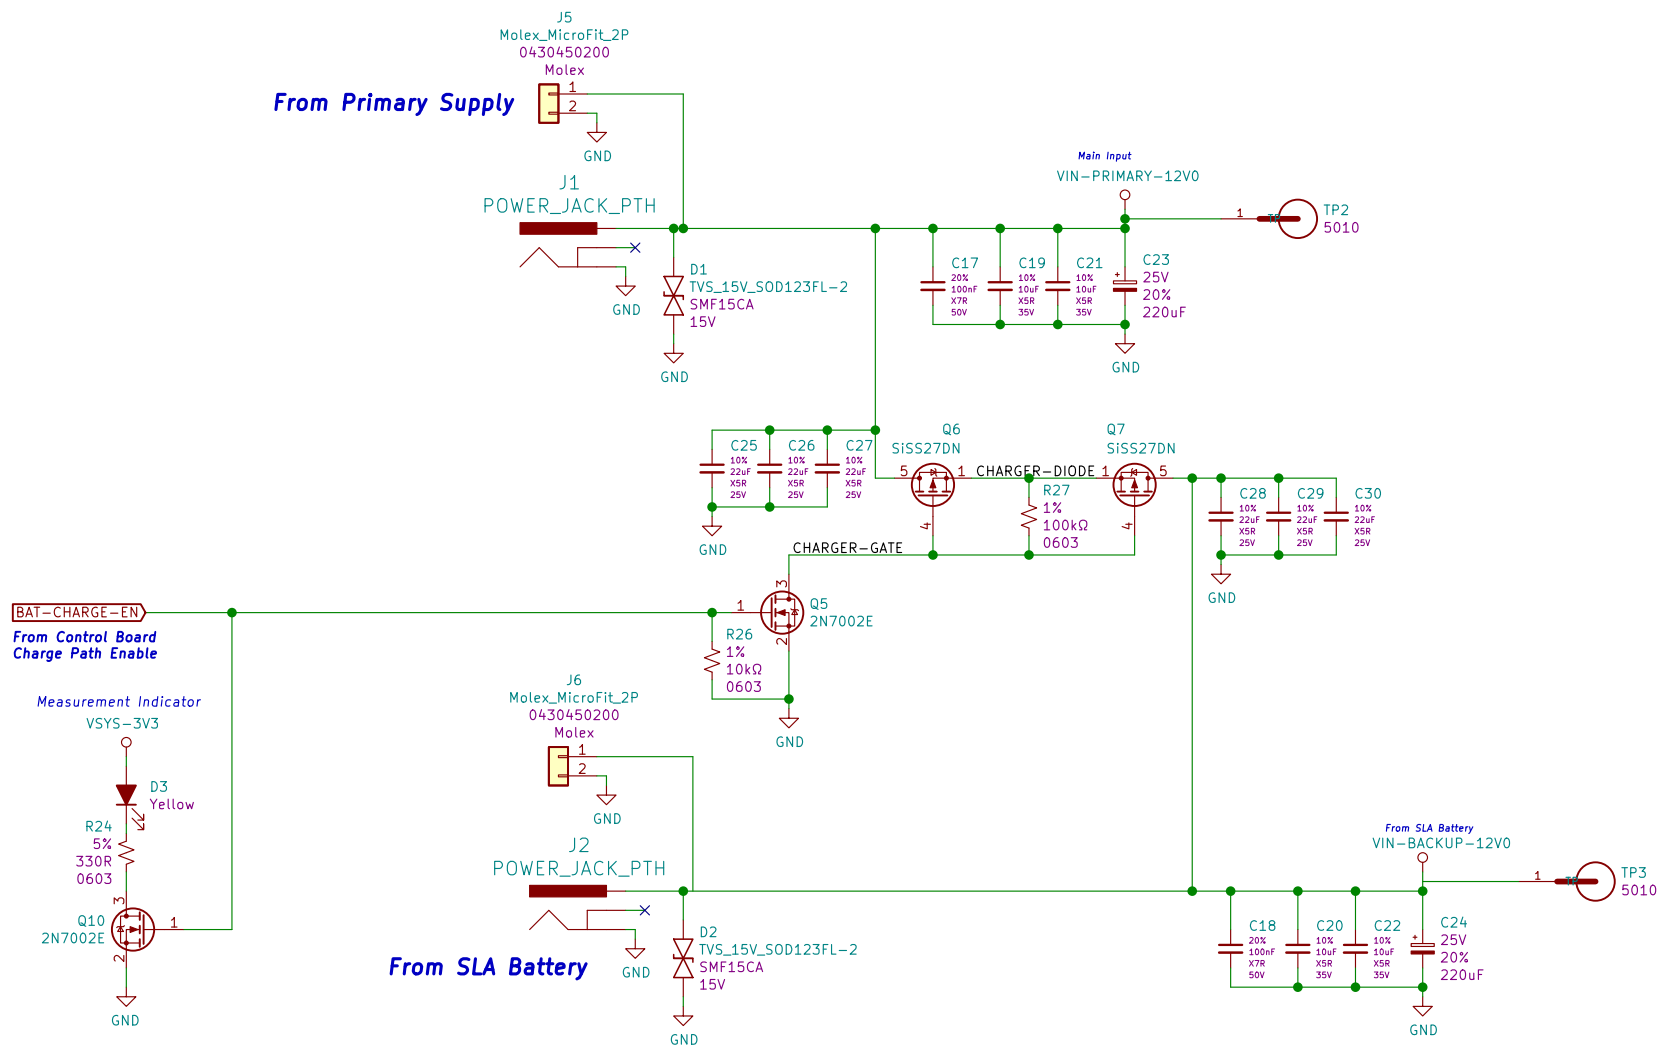 J5
Molex_MicroFit_2P
0430450200
Molex
1
2
From Primary Supply
GND
J1
POWER_JACK_PTH
GND
D1
TVS_15V_SOD123FL-2
SMF15CA
15V
GND
Main Input
VIN-PRIMARY-12V0
1
TP
TP2
5010
C17
20%
100nF
X7R
50V
C19
10%
10uF
X5R
35V
C21
10%
10uF
X5R
35V
C23
25V
20%
220uF
+
GND
C25
10%
22uF
X5R
25V
C26
10%
22uF
X5R
25V
C27
10%
22uF
X5R
25V
GND
Q6
SiSS27DN
5
1
4
CHARGER-DIODE
Q7
SiSS27DN
1
5
4
R27
1%
100kΩ
0603
C28
10%
22uF
X5R
25V
C29
10%
22uF
X5R
25V
C30
10%
22uF
X5R
25V
GND
CHARGER-GATE
BAT-CHARGE-EN
From Control Board
Charge Path Enable
3
1
2
Q5
2N7002E
R26
1%
10kΩ
0603
GND
Measurement Indicator
VSYS-3V3
D3
Yellow
R24
5%
330R
0603
3
Q10
2N7002E
1
2
GND
J6
Molex_MicroFit_2P
0430450200
Molex
1
2
GND
J2
POWER_JACK_PTH
From SLA Battery
GND
D2
TVS_15V_SOD123FL-2
SMF15CA
15V
GND
From SLA Battery
VIN-BACKUP-12V0
1
TP
TP3
5010
C18
20%
100nF
X7R
50V
C20
10%
10uF
X5R
35V
C22
10%
10uF
X5R
35V
C24
25V
20%
220uF
+
GND